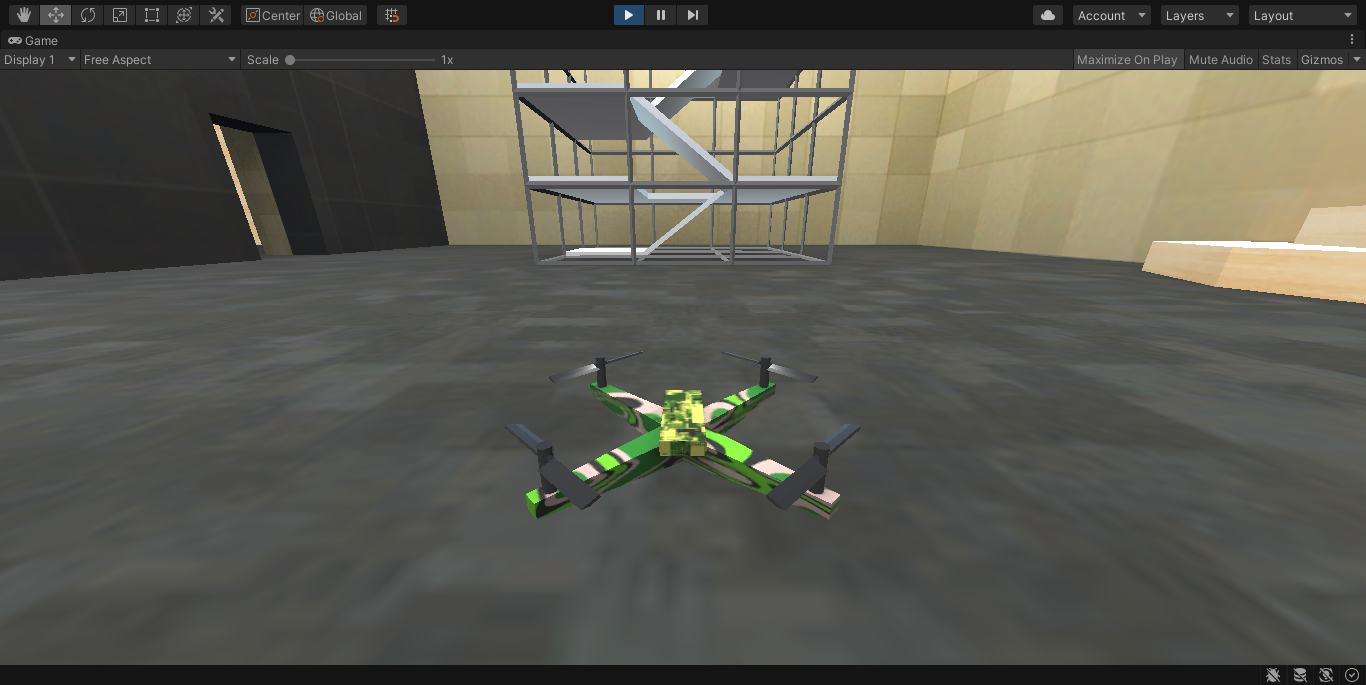 Center Global Account Layers Layout
Game
Display 1 Free Aspect Scale 1x Maximize On Play Mute Audio Stats Gizmos